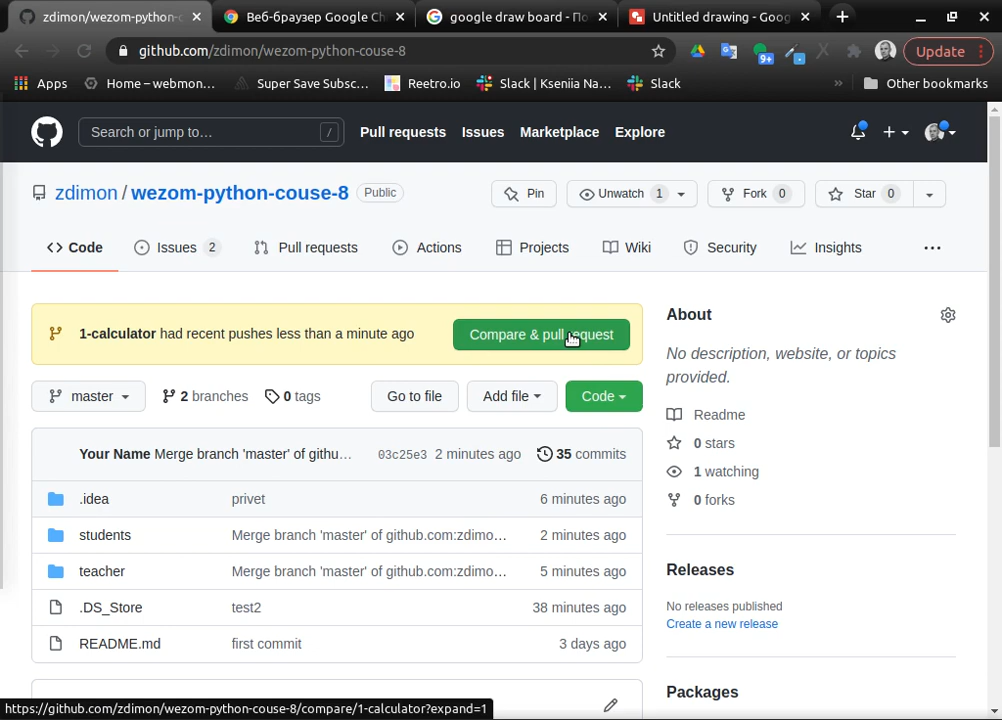 zdimon/wezom-python-c
Веб-браузер Google Ch
google draw board - По
Untitled drawing - Goog
github.com/zdimon/wezom-python-couse-8
9+
Update
Apps
Home – webmon...
Super Save Subsc...
Reetro.io
Slack | Kseniia Na...
Slack
»
Other bookmarks
Search or jump to...
/
Pull requests
Issues
Marketplace
Explore
zdimon / wezom-python-couse-8
Public
Pin
Unwatch 1
Fork 0
Star 0
Code
Issues 2
Pull requests
Actions
Projects
Wiki
Security
Insights
...
1-calculator had recent pushes less than a minute ago
Compare & pull request
master
2 branches
0 tags
Go to file
Add file
Code
Your Name Merge branch 'master' of githu...
03c25e3 2 minutes ago
35 commits
.idea
privet
6 minutes ago
students
Merge branch 'master' of github.com:zdimo...
2 minutes ago
teacher
Merge branch 'master' of github.com:zdimo...
5 minutes ago
.DS_Store
test2
38 minutes ago
README.md
first commit
3 days ago
About
No description, website, or topics
provided.
Readme
0 stars
1 watching
0 forks
Releases
No releases published
Create a new release
Packages
https://github.com/zdimon/wezom-python-couse-8/compare/1-calculator?expand=1